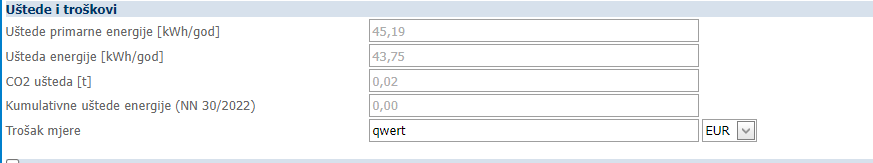 Uštede i troškovi
Uštede primarne energije [kWh/god] 45,19
Ušteda energije [kWh/god] 43,75
CO2 ušteda [t] 0,02
Kumulativne uštede energije (NN 30/2022) 0,00
Trošak mjere qwert EUR